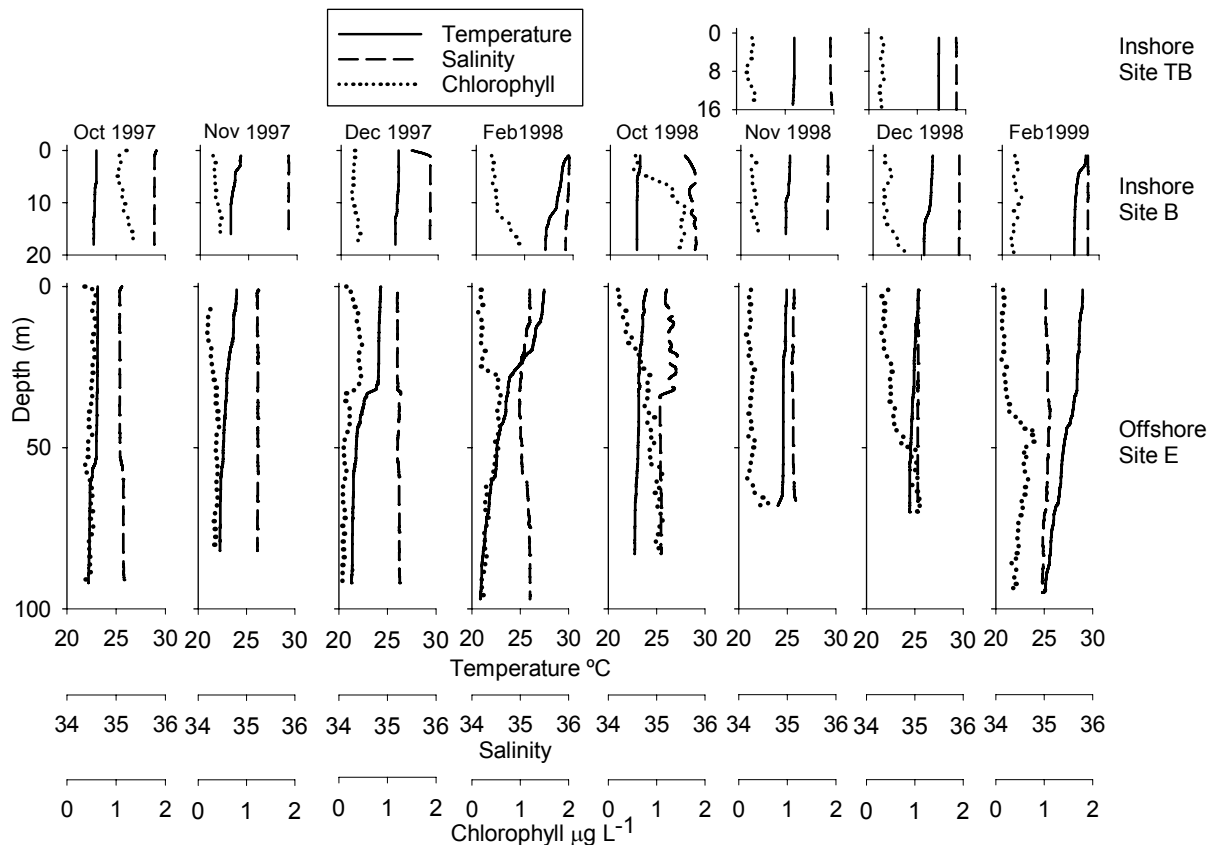 Temperature
Salinity
Chlorophyll
0
8
16
Inshore
Site TB
Oct 1997 Nov 1997 Dec 1997 Feb1998 Oct 1998 Nov 1998 Dec 1998 Feb1999
0
10
20
Inshore
Site B
0
50
100
Depth (m)
Offshore
Site E
20 25 30 20 25 30 20 25 30 20 25 30 20 25 30 20 25 30 20 25 30 20 25 30
Temperature ºC
34 35 36 34 35 36 34 35 36 34 35 36 34 35 36 34 35 36 34 35 36 34 35 36
Salinity
0 1 2 0 1 2 0 1 2 0 1 2 0 1 2 0 1 2 0 1 2 0 1 2
Chlorophyll μg L-1